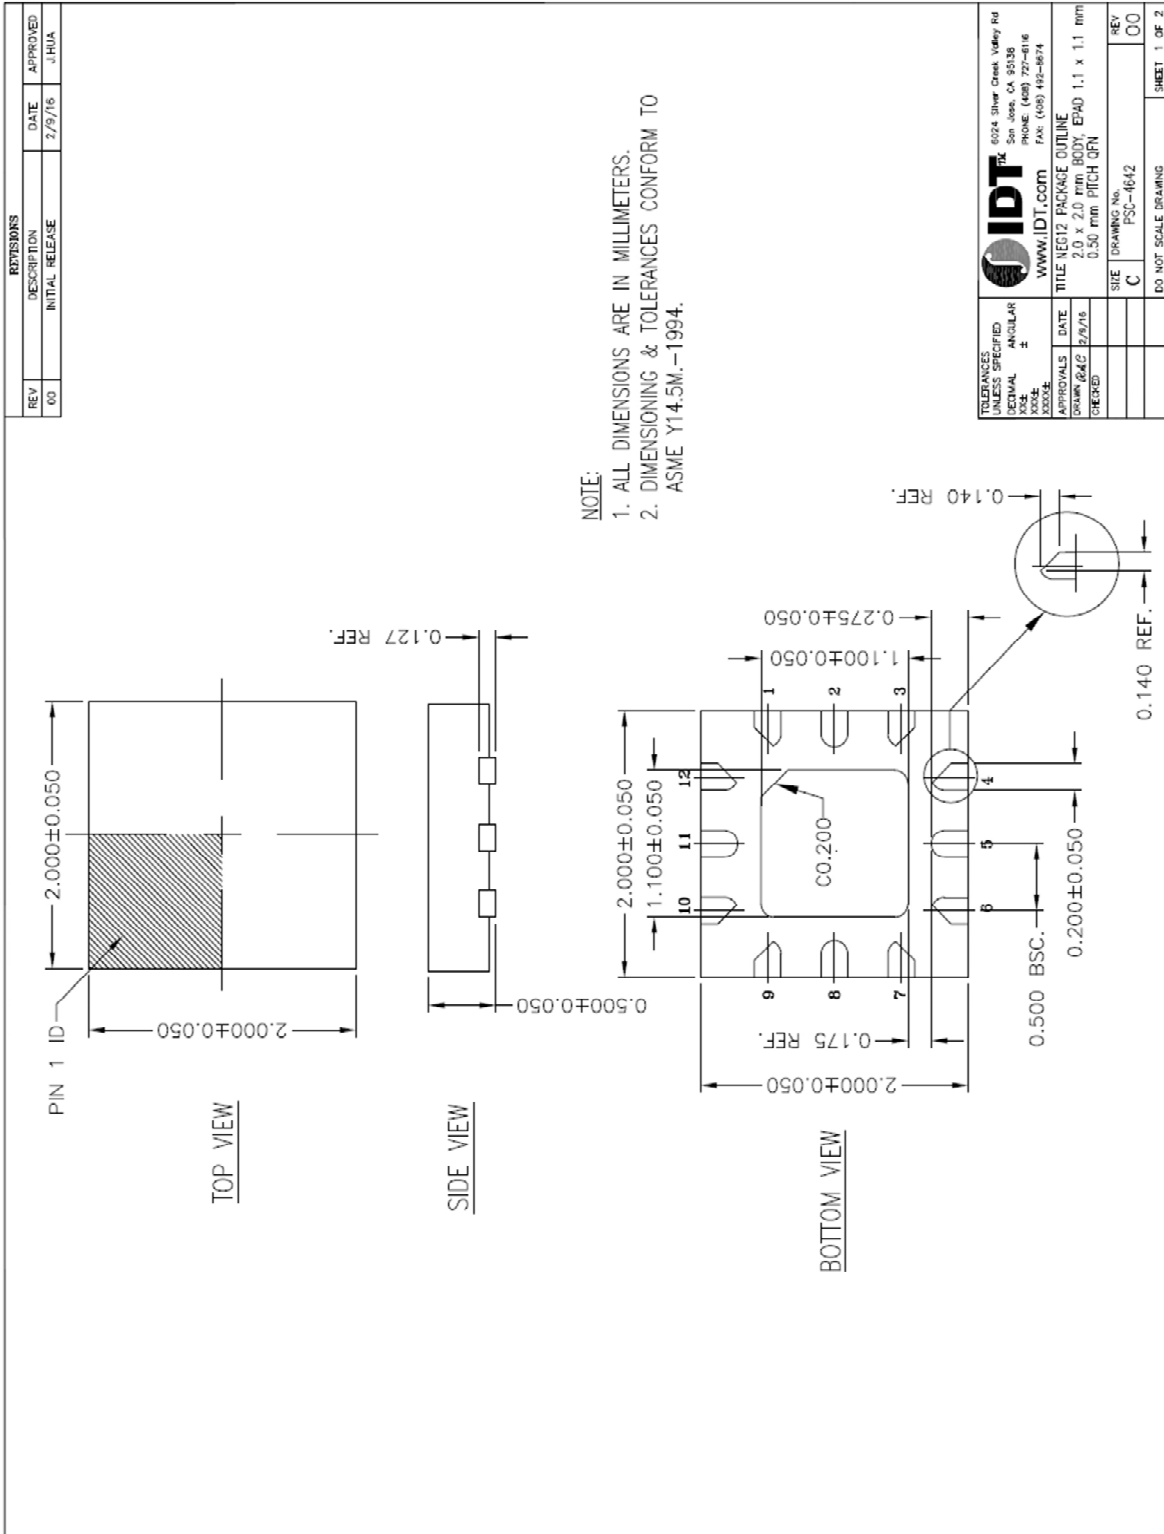 REVISIONS
REV DESCRIPTION DATE APPROVED
00 INITIAL RELEASE 2/9/16 J.HUA
PIN 1 ID
2.000±0.050
2.000±0.050
TOP VIEW
0.127 REF.
0.500±0.050
SIDE VIEW
NOTE:
1. ALL DIMENSIONS ARE IN MILLIMETERS.
2. DIMENSIONING & TOLERANCES CONFORM TO
ASME Y14.5M.-1994.
2.000±0.050
1.100±0.050
10 11 12
9
8
7
1
2
3
6 5 4
C0.200
1.100±0.050
0.275±0.050
0.175 REF.
2.000±0.050
0.500 BSC.
0.200±0.050
0.140 REF.
0.140 REF.
BOTTOM VIEW
TOLERANCES
UNLESS SPECIFIED
DECIMAL ANGULAR
XX± ±
XXX±
XXXX±
IDT™
www.IDT.com
6024 Silver Creek Valley Rd
San Jose, CA 95138
PHONE: (408) 727-6116
FAX: (408) 492-8674
APPROVALS DATE
DRAWN RAC 2/9/16
CHECKED
TITLE NEG12 PACKAGE OUTLINE
2.0 x 2.0 mm BODY, EPAD 1.1 x 1.1 mm
0.50 mm PITCH QFN
SIZE DRAWING No. REV
C PSC-4642 00
DO NOT SCALE DRAWING SHEET 1 OF 2